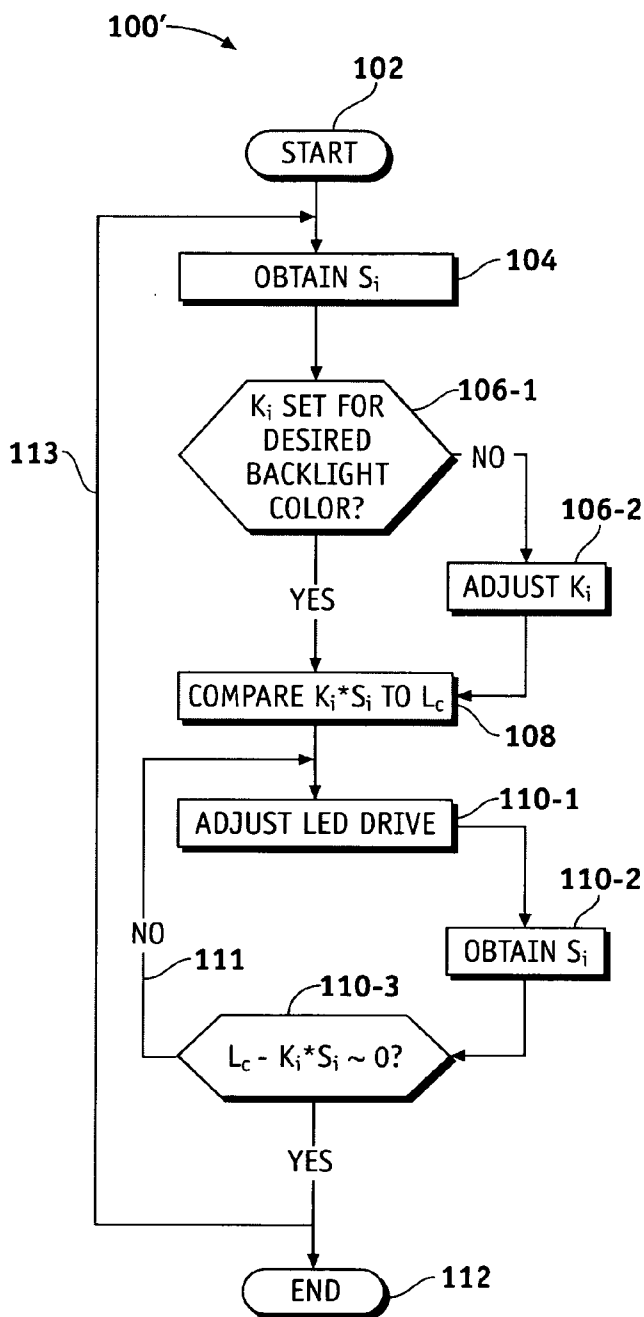 100'
102
START
OBTAIN Si
104
Ki SET FOR
DESIRED
BACKLIGHT
COLOR?
106-1
113
NO
106-2
ADJUST Ki
YES
COMPARE Ki*Si TO Lc
108
ADJUST LED DRIVE
110-1
110-2
OBTAIN Si
NO
111
110-3
Lc - Ki*Si ~ 0?
YES
END
112